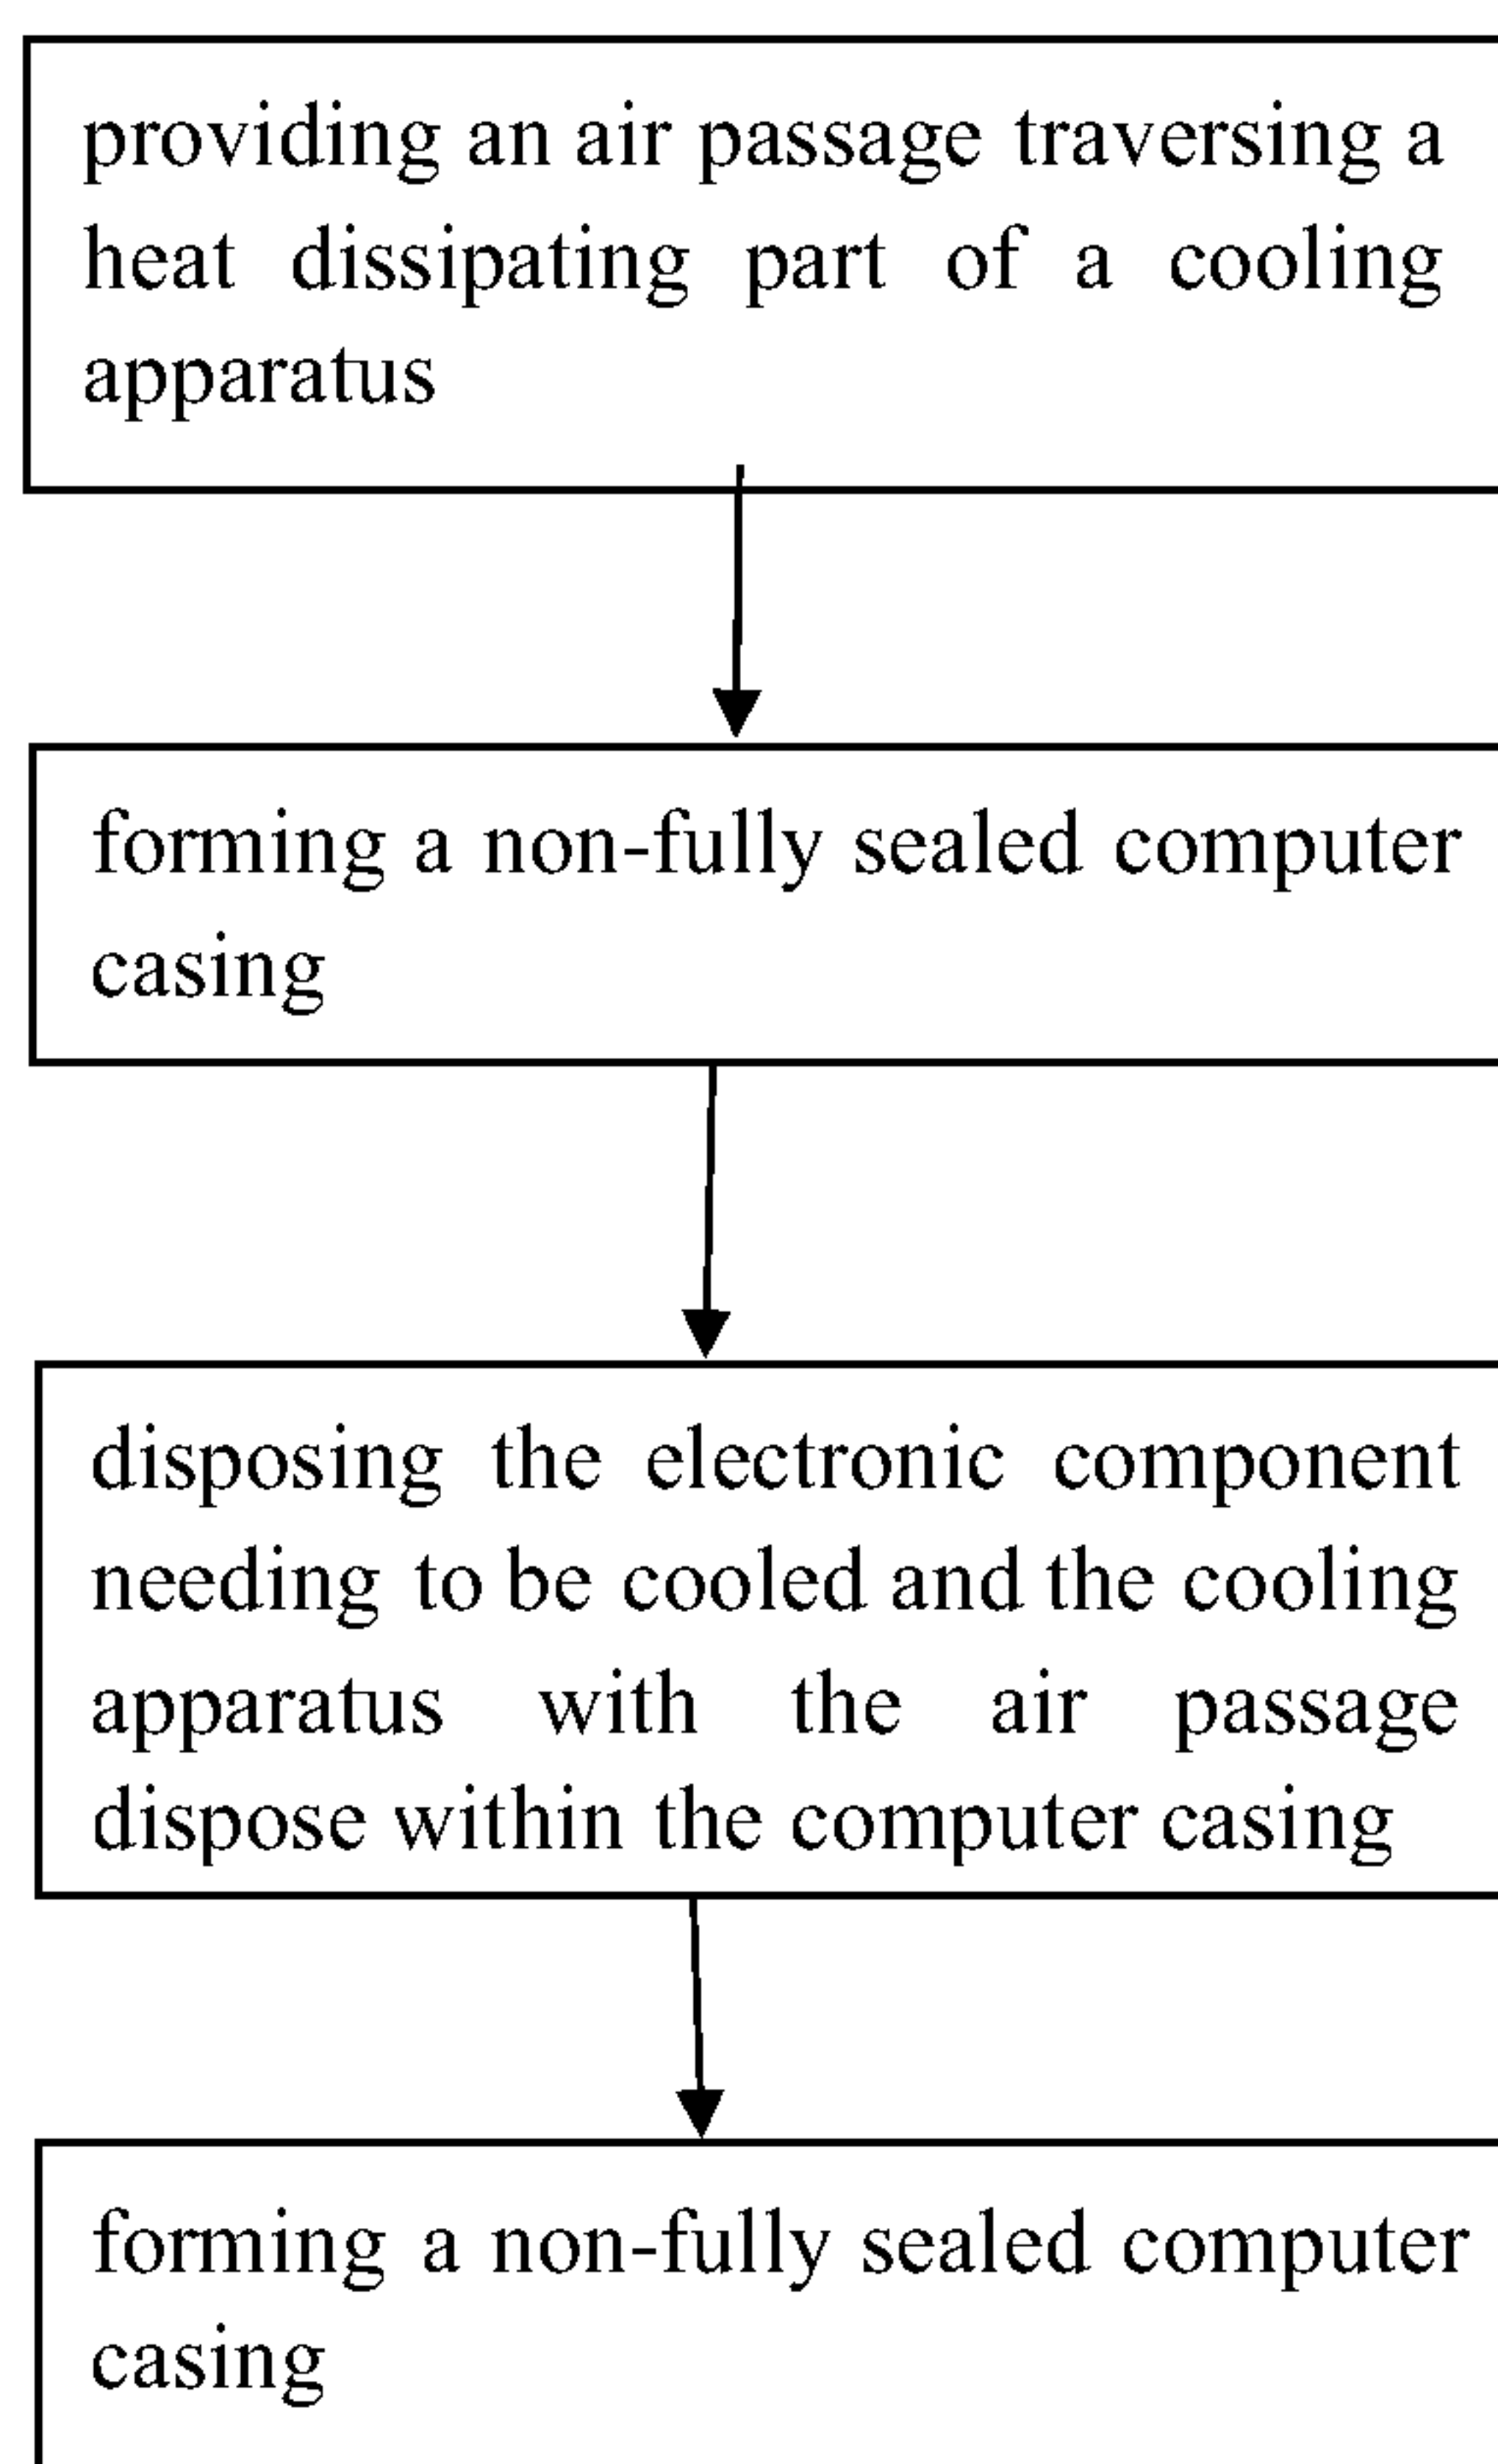 providing an air passage traversing a
heat dissipating part of a cooling
apparatus
forming a non-fully sealed computer
casing
disposing the electronic component
needing to be cooled and the cooling
apparatus with the air passage
dispose within the computer casing
forming a non-fully sealed computer
casing